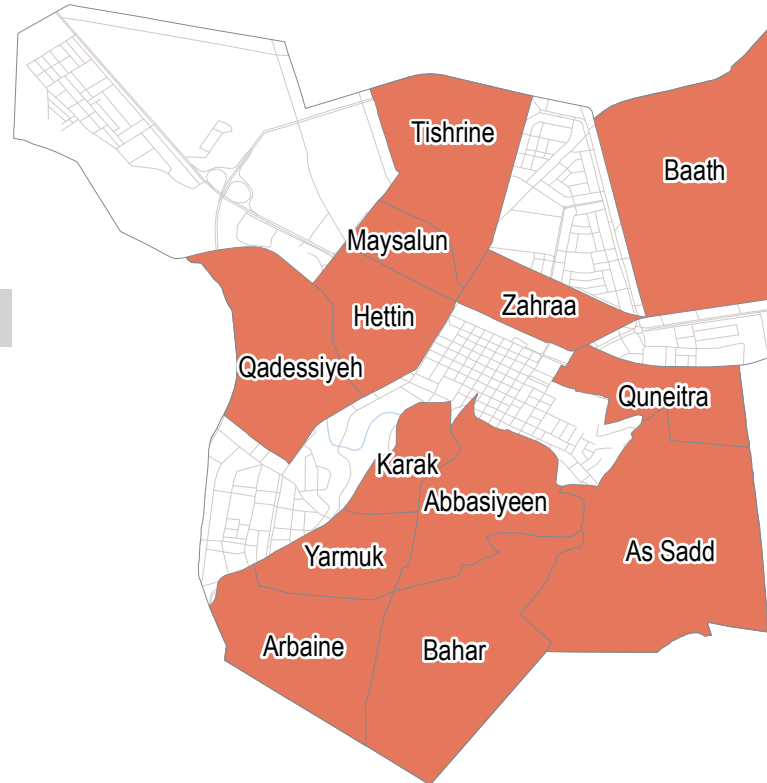 Tishrine
Baath
Maysalun
Zahraa
Hettin
Qadessiyeh
Quneitra
Karak
Abbasiyeen
Yarmuk
As Sadd
Arbaine
Bahar